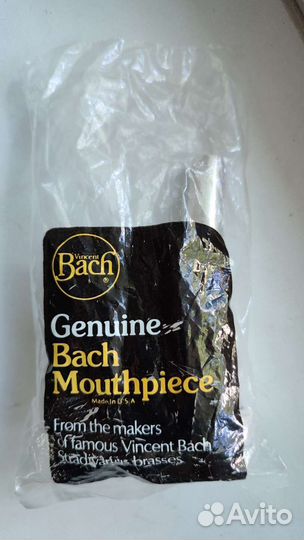 Vincent
Bach®
Genuine
Bach
Mouthpiece
Made In U.S.A
From the makers
of famous Vincent Bach
Stradivarius brasses
Avito